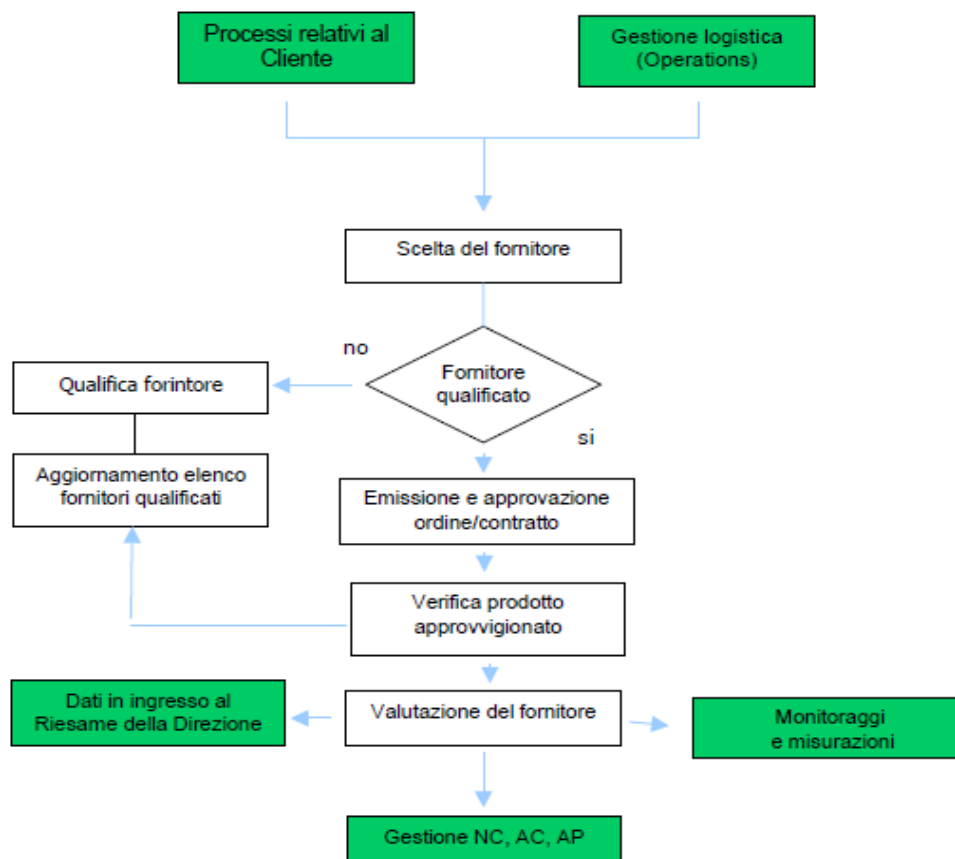 Processi relativi al
Cliente
Gestione logistica
(Operations)
Scelta del fornitore
no
Fornitore
qualificato
Qualifica forintore
si
Aggiornamento elenco
fornitori qualificati
Emissione e approvazione
ordine/contratto
Verifica prodotto
approvvigionato
Dati in ingresso al
Riesame della Direzione
Valutazione del fornitore
Monitoraggi
e misurazioni
Gestione NC, AC, AP